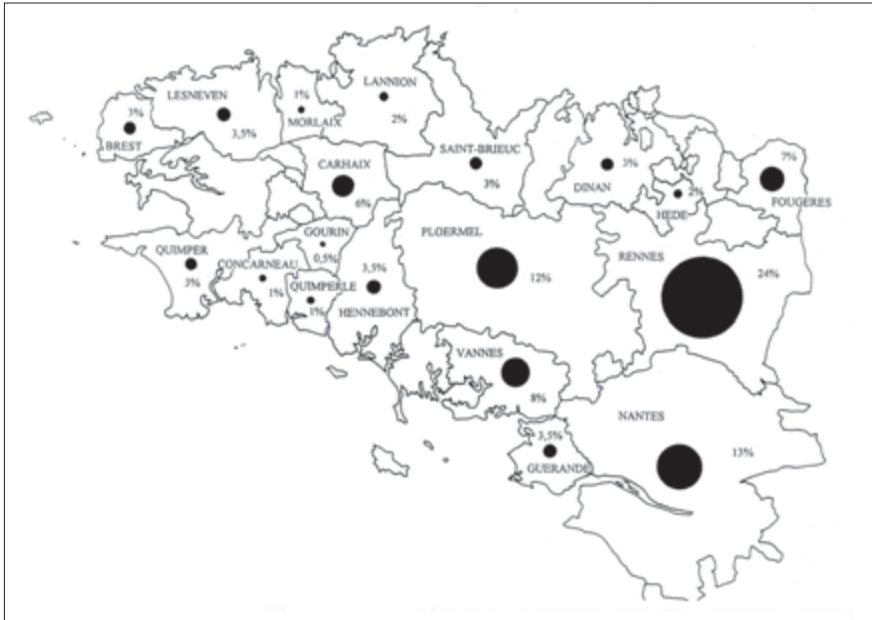 LANNION
2%
LESNEVEN
3,5%
1%
MORLAIX
3%
BREST
SAINT-BRIEUC
3%
3%
DINAN
7%
FOUGERES
2%
HEDE
CARHAIX
6%
GOURIN
0,5%
PLOERMEL
12%
RENNES
24%
QUIMPER
3%
CONCARNEAU
1%
QUIMPERLE
1%
3,5%
HENNEBONT
VANNES
8%
NANTES
13%
3,5%
GUERANDE